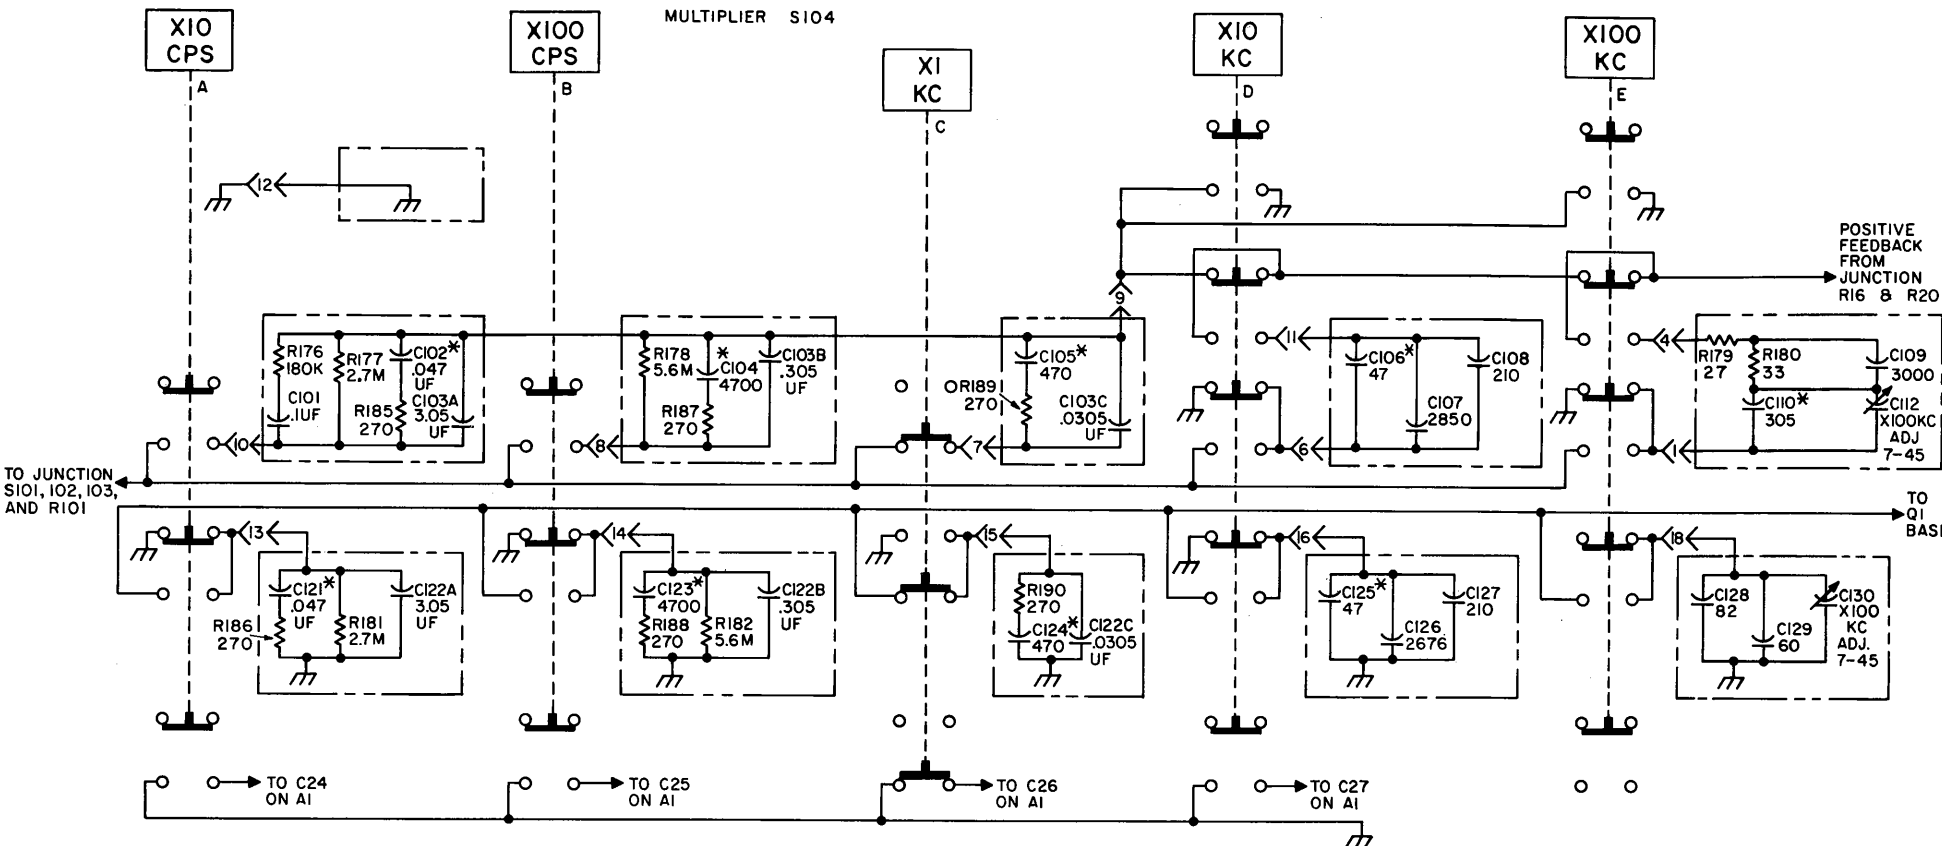 MULTIPLIER S104
X10
CPS
A
X100
CPS
B
X1
KC
C
X10
KC
D
X100
KC
E
12
POSITIVE
FEEDBACK
FROM
JUNCTION
R16 & R20
9
R176
180K
C101
.1UF
R177
2.7M
C102*
.047
UF
R185
270
C103A
3.05
UF
10
R178
5.6M
*
C104
4700
R187
270
C103B
.305
UF
8
R189
270
C105*
470
C103C
.0305
UF
7
11
C106*
47
C107
2850
C108
210
6
4
R179
27
R180
33
C109
3000
C110*
305
C112
X100KC
ADJ
7-45
1
TO JUNCTION
S101, 102, 103,
AND R101
TO
Q1
BASE
13
C121*
.047
UF
R186
270
R181
2.7M
C122A
3.05
UF
14
C123*
4700
R188
270
R182
5.6M
C122B
.305
UF
15
R190
270
C124*
470
C122C
.0305
UF
16
C125*
47
C126
2676
C127
210
18
C128
82
C129
60
C130
X100
KC
ADJ.
7-45
TO C24
ON A1
TO C25
ON A1
TO C26
ON A1
TO C27
ON A1